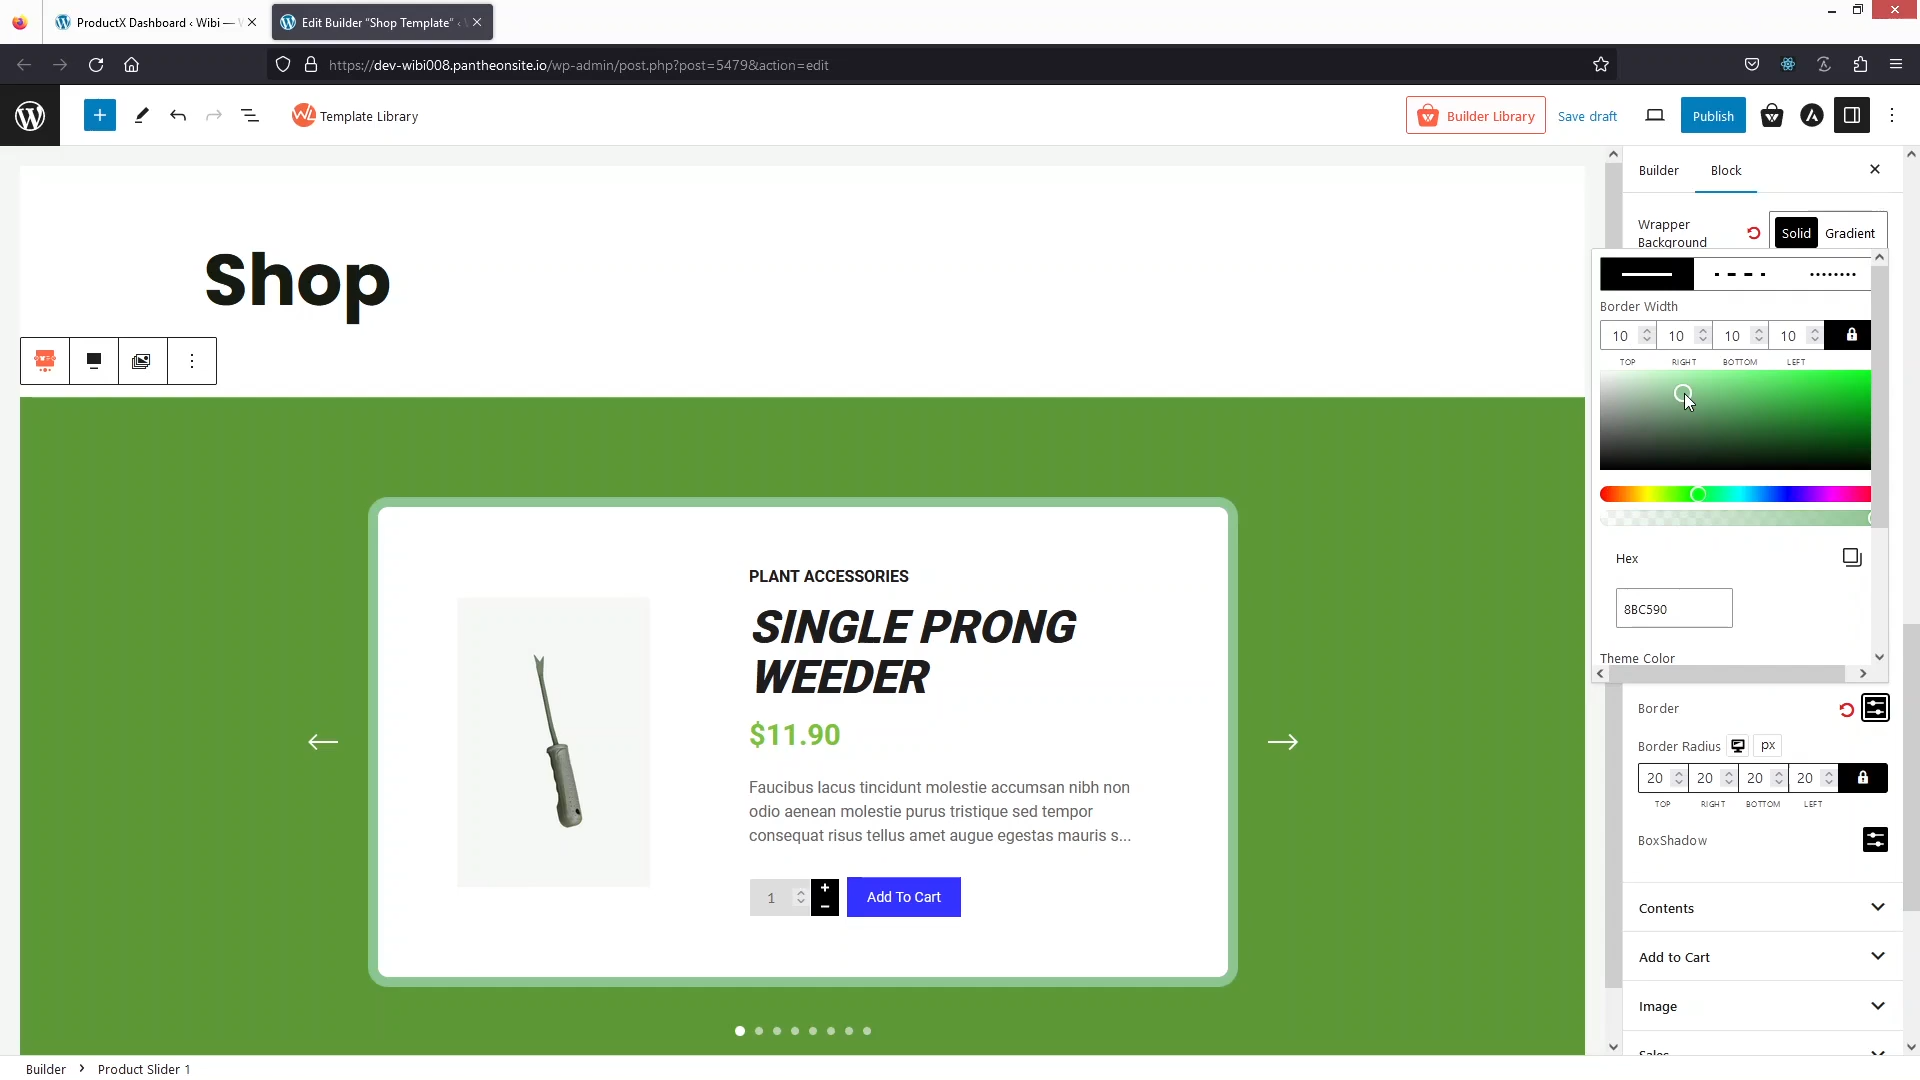 ProductX Dashboard ‹ Wibi —
Edit Builder “Shop Template” ‹
https://dev-wibi008.pantheonsite.io/wp-admin/post.php?post=5479&action=edit
Template Library
Builder Library
Save draft
Publish
Builder
Block
Wrapper
Background
Solid
Gradient
Border Width
10
10
10
10
TOP
RIGHT
BOTTOM
LEFT
Hex
8BC590
Theme Color
Border
Border Radius
px
20
20
20
20
TOP
RIGHT
BOTTOM
LEFT
BoxShadow
Contents
Add to Cart
Image
Sales
Shop
PLANT ACCESSORIES
SINGLE PRONG
WEEDER
$11.90
Faucibus lacus tincidunt molestie accumsan nibh non
odio aenean molestie purus tristique sed tempor
consequat risus tellus amet augue egestas mauris s...
1
+
−
Add To Cart
Builder › Product Slider 1